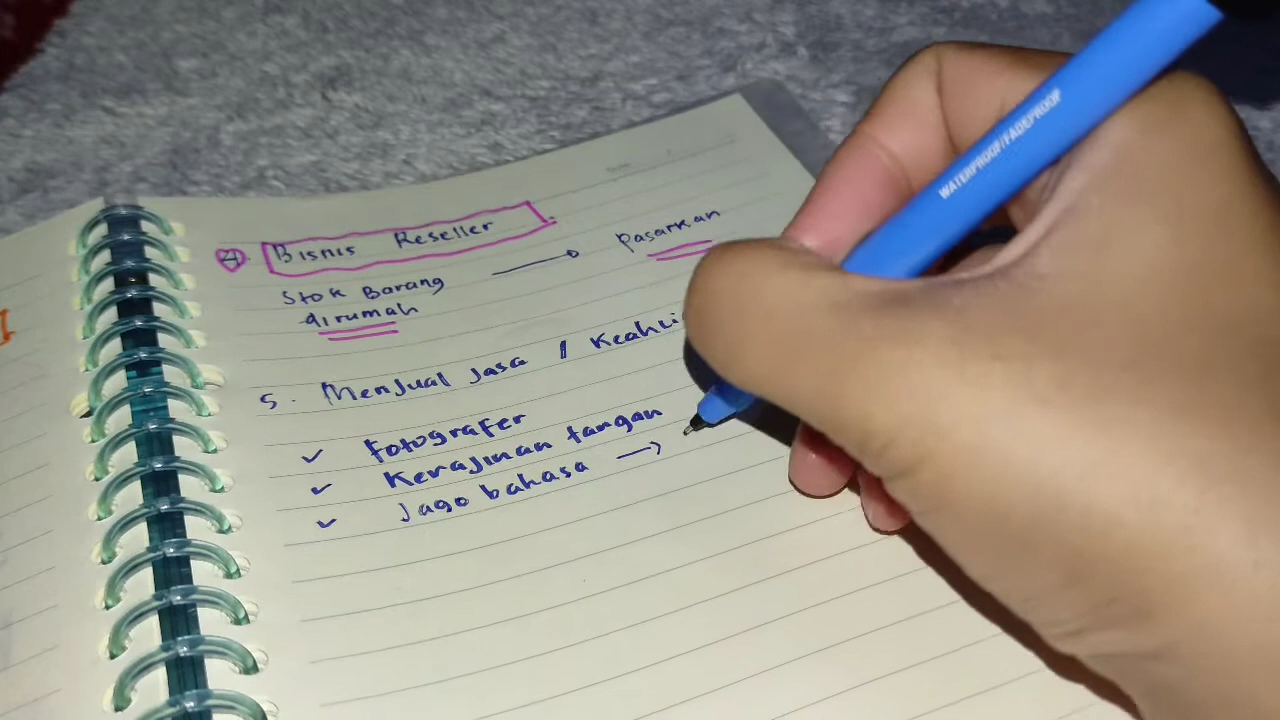 4. Bisnis Reseller
Stok Barang → Pasarkan
dirumah
5. Menjual Jasa / Keahli
✓ Fotografer
✓ Kerajinan tangan
✓ Jago bahasa →
WATERPROOF/FADEPROOF